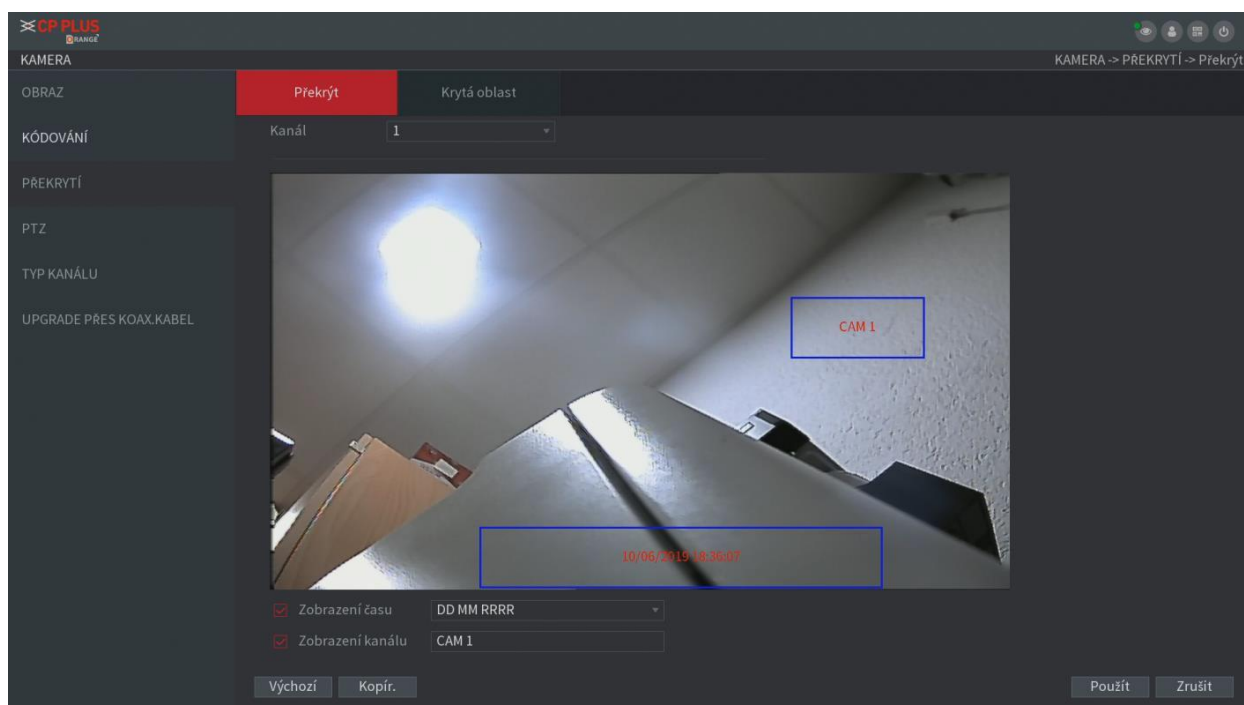 CP PLUS
ORANGE
KAMERA
KAMERA -> PŘEKRYTÍ -> Překrýt
OBRAZ
KÓDOVÁNÍ
PŘEKRYTÍ
PTZ
TYP KANÁLU
UPGRADE PŘES KOAX.KABEL
Překrýt
Krytá oblast
Kanál
1
CAM 1
10/06/2019 18:36:07
Zobrazení času
DD MM RRRR
Zobrazení kanálu
CAM 1
Výchozí
Kopír.
Použít
Zrušit